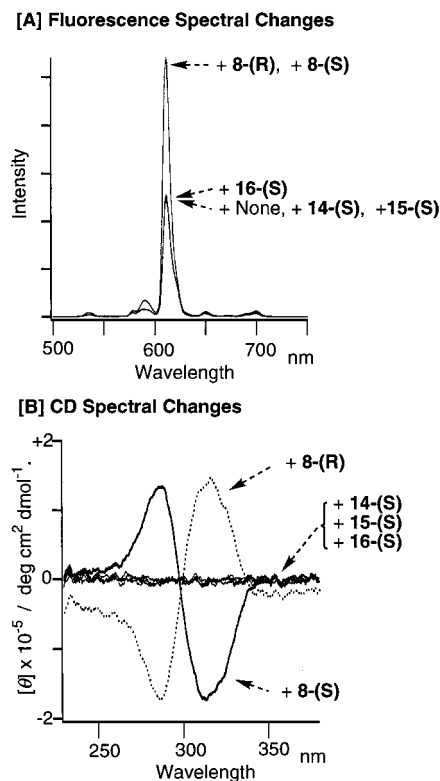 [A] Fluorescence Spectral Changes
+ 8-(R), + 8-(S)
+ 16-(S)
+ None, + 14-(S), +15-(S)
Intensity
500 600 700 nm
Wavelength
[B] CD Spectral Changes
+2
+ 8-(R)
+ 14-(S)
+ 15-(S)
+ 16-(S)
0
[θ] x 10-5 / deg cm2 dmol-1.
+ 8-(S)
-2
250 300 350 nm
Wavelength